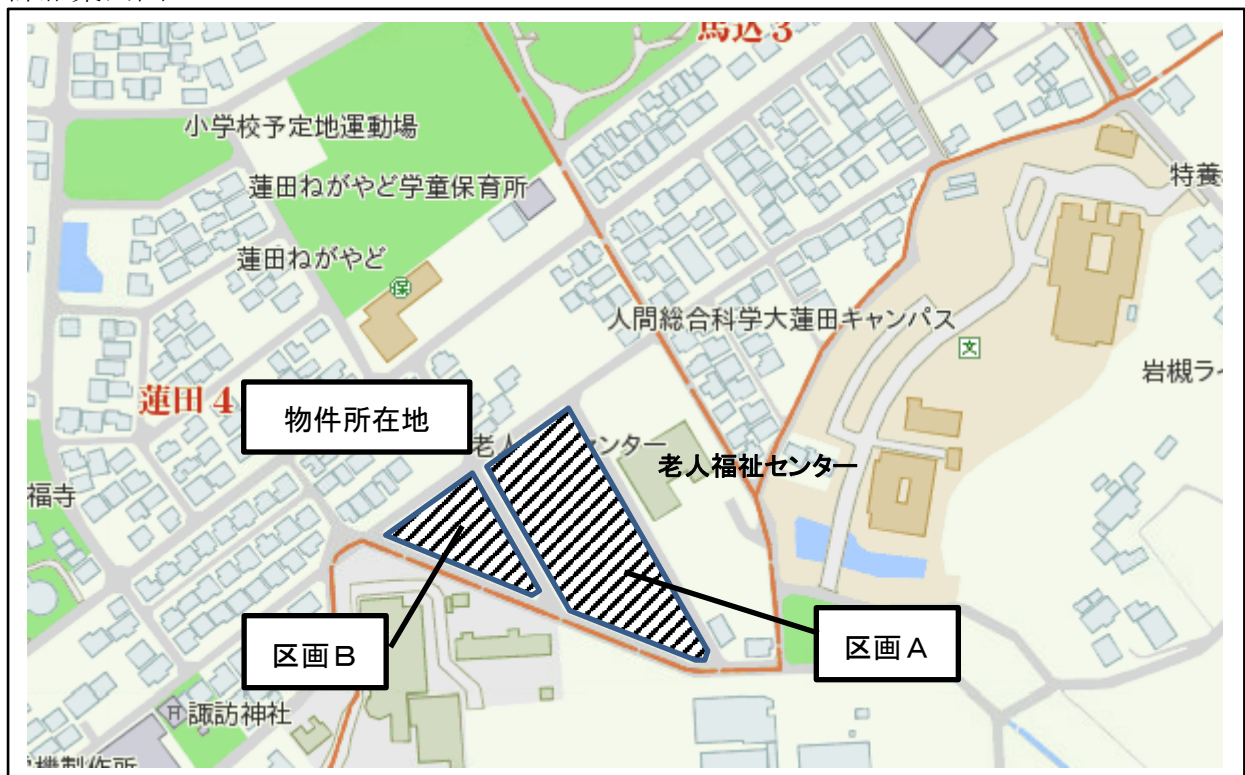 馬込3
小学校予定地運動場
蓮田ねがやど学童保育所
特養
蓮田ねがやど
保
人間総合科学大蓮田キャンパス
文
岩槻ラ
蓮田4
物件所在地
老人
ンター
老人福祉センター
福寺
区画B
区画A
諏訪神社
機製作所